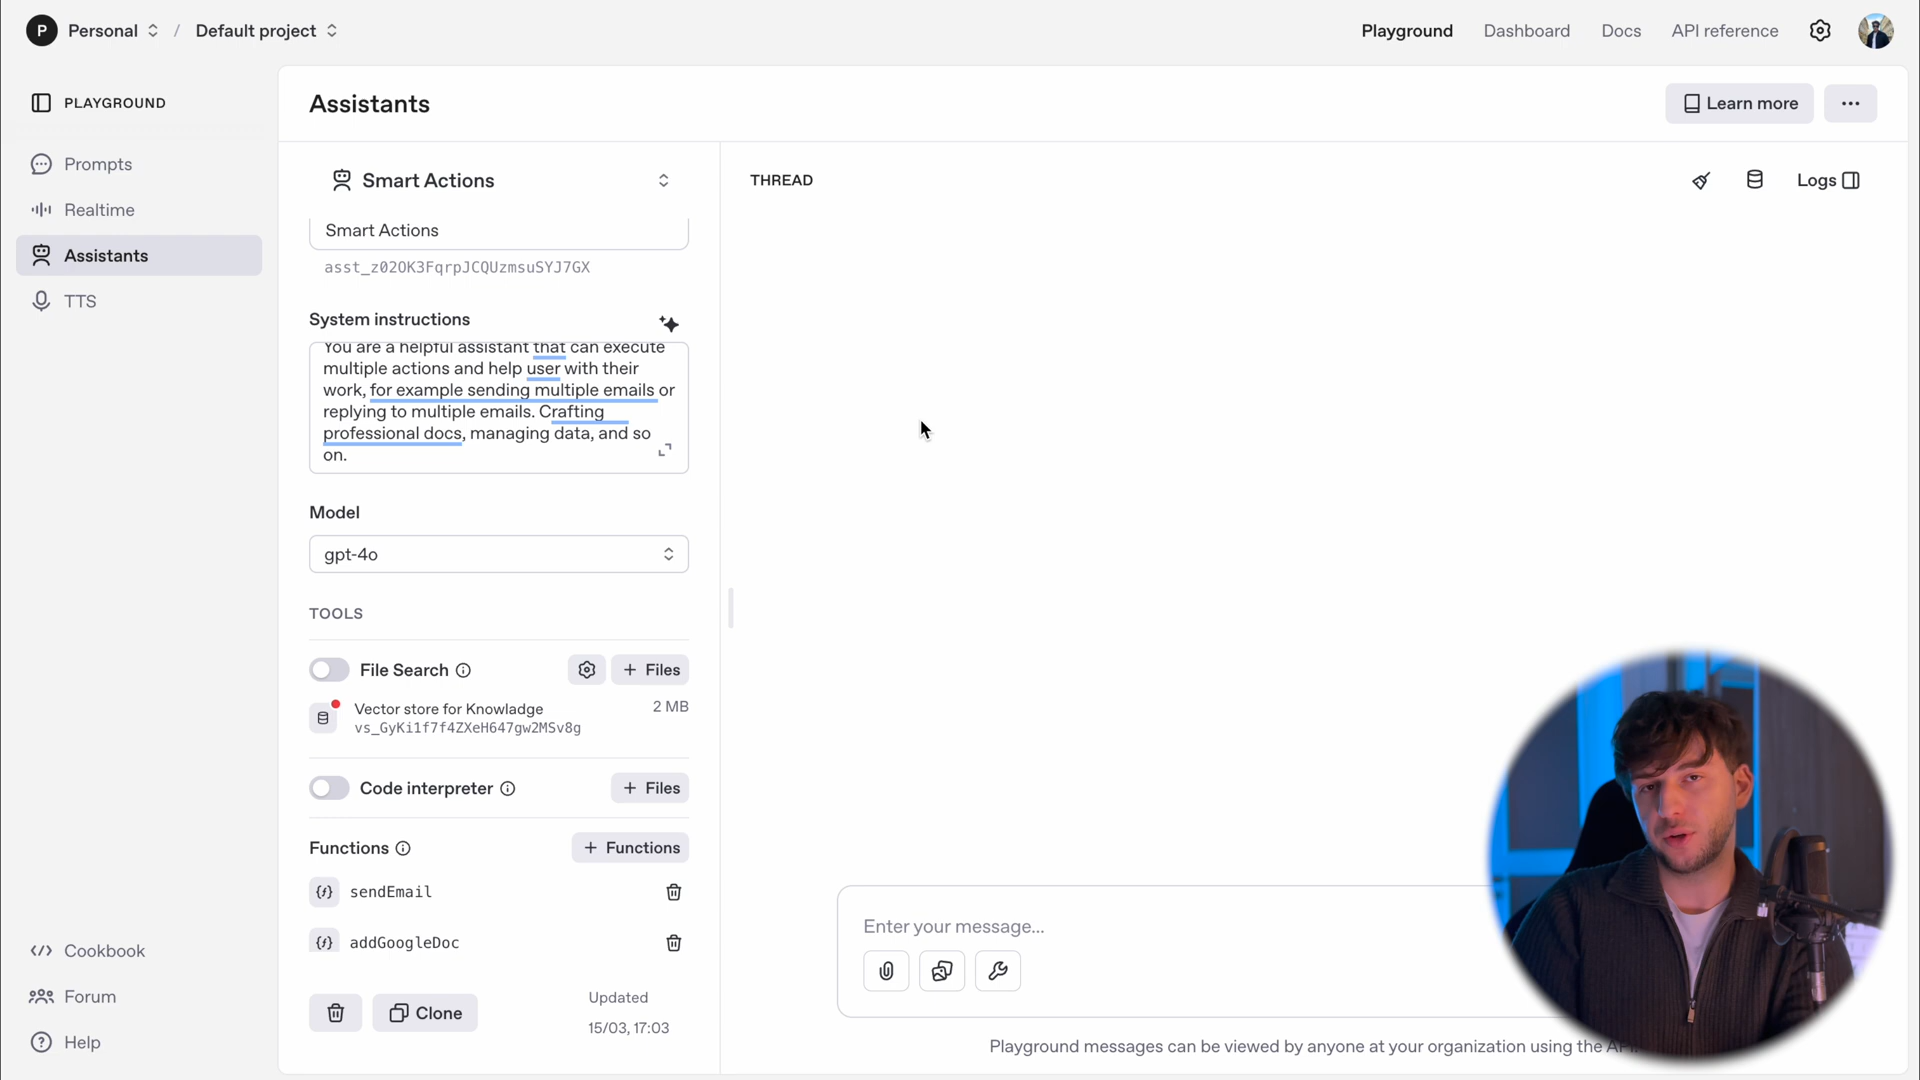 P Personal / Default project
Playground Dashboard Docs API reference
PLAYGROUND
Prompts
Realtime
Assistants
TTS
Cookbook
Forum
Help
Assistants
Learn more
Smart Actions
Smart Actions
asst_z02OK3FqrpJCQUzmsuSYJ7GX
System instructions
You are a helpful assistant that can execute
multiple actions and help user with their
work, for example sending multiple emails or
replying to multiple emails. Crafting
professional docs, managing data, and so
on.
Model
gpt-4o
TOOLS
File Search
+ Files
Vector store for Knowladge
2 MB
vs_GyKi1f7f4ZXeH647gw2MSv8g
Code interpreter
+ Files
Functions
+ Functions
sendEmail
addGoogleDoc
Clone
Updated
15/03, 17:03
THREAD
Logs
Enter your message...
Playground messages can be viewed by anyone at your organization using the API.